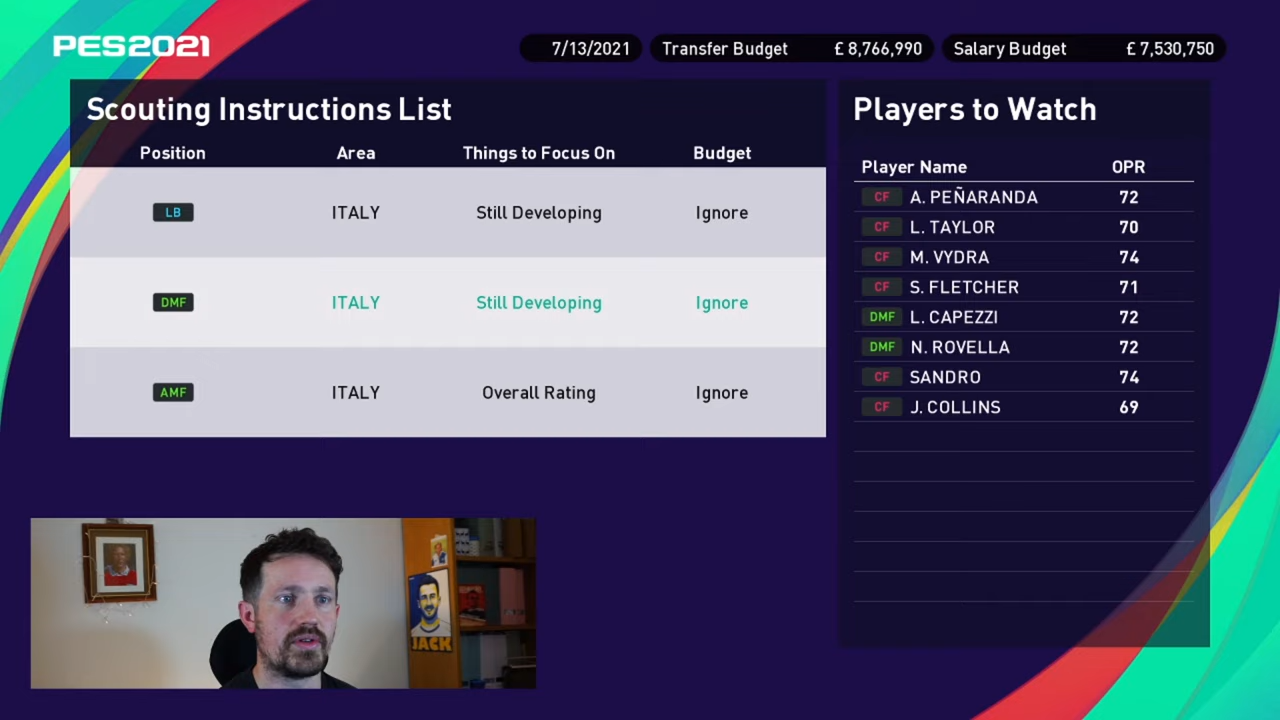 PES2021
7/13/2021 Transfer Budget £ 8,766,990 Salary Budget £ 7,530,750
Scouting Instructions List
Position Area Things to Focus On Budget
LB ITALY Still Developing Ignore
DMF ITALY Still Developing Ignore
AMF ITALY Overall Rating Ignore
Players to Watch
Player Name OPR
CF A. PEÑARANDA 72
CF L. TAYLOR 70
CF M. VYDRA 74
CF S. FLETCHER 71
DMF L. CAPEZZI 72
DMF N. ROVELLA 72
CF SANDRO 74
CF J. COLLINS 69
JACK